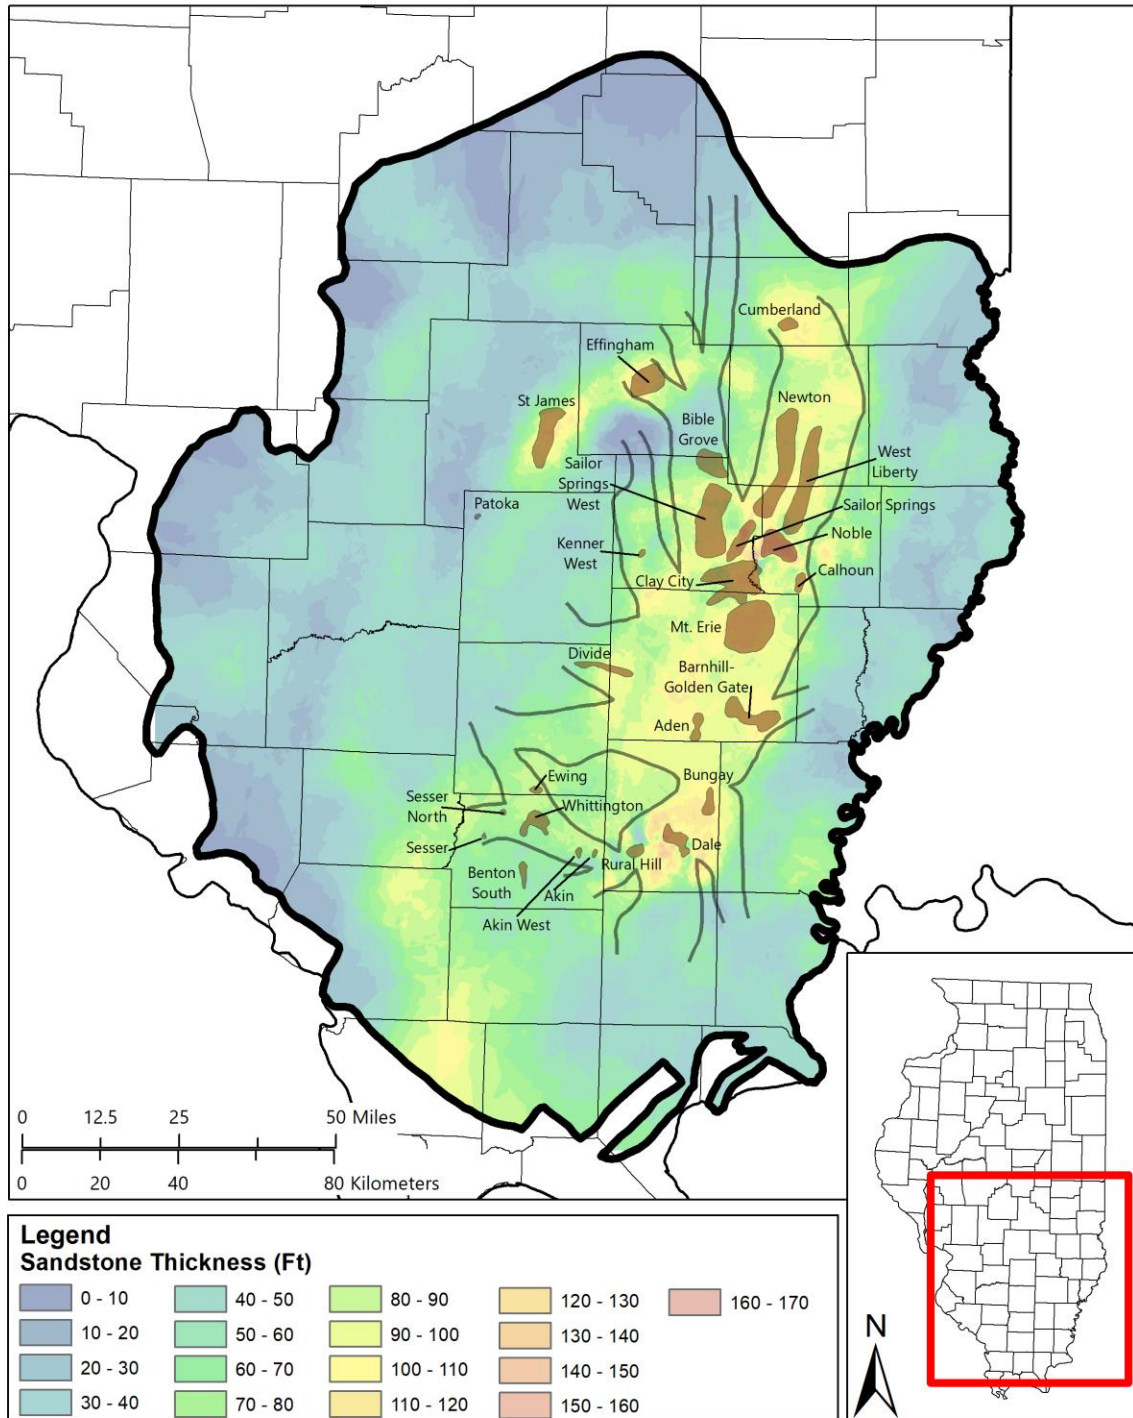 Cumberland
Effingham
St James
Newton
Bible
Grove
West
Liberty
Sailor
Springs
West
Sailor Springs
Patoka
Noble
Kenner
West
Clay City
Calhoun
Mt. Erie
Divide
Barnhill-
Golden Gate
Aden
Ewing
Bungay
Sesser
North
Whittington
Sesser
Dale
Rural Hill
Benton
South
Akin
Akin West
0 12.5 25 50 Miles
0 20 40 80 Kilometers
N
Legend
Sandstone Thickness (Ft)
0 - 10
10 - 20
20 - 30
30 - 40
40 - 50
50 - 60
60 - 70
70 - 80
80 - 90
90 - 100
100 - 110
110 - 120
120 - 130
130 - 140
140 - 150
150 - 160
160 - 170